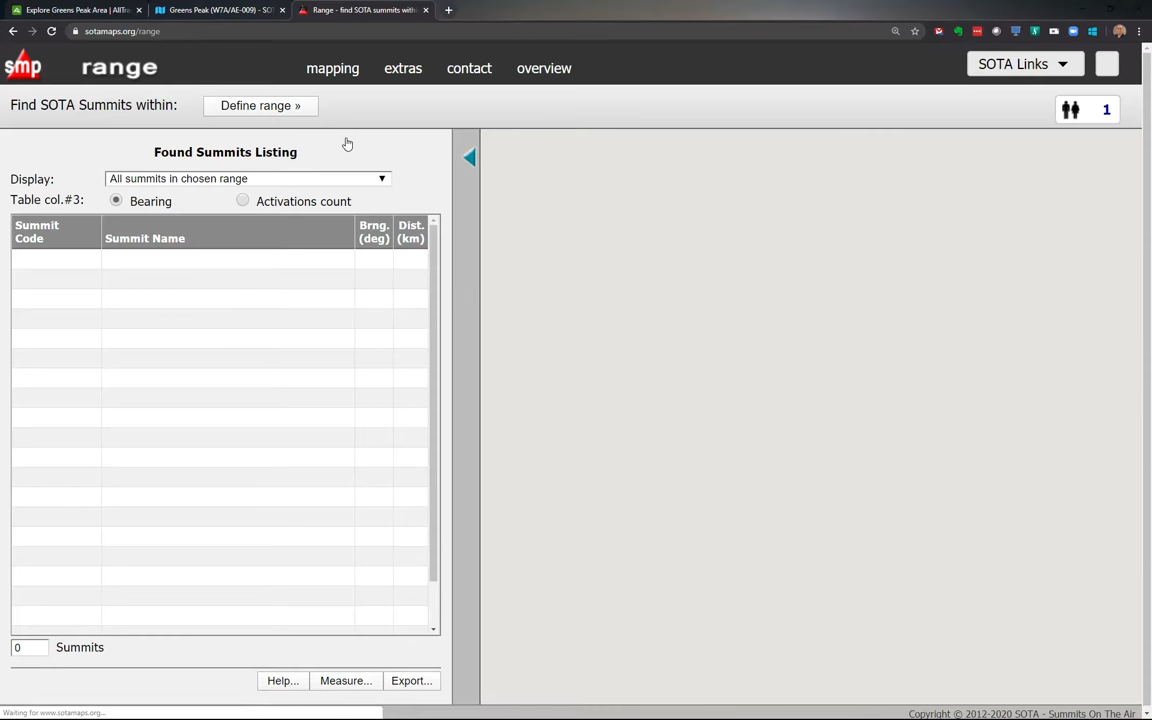 Explore Greens Peak Area | AllTra
Greens Peak (W7A/AE-009) - SO
Range - find SOTA summits with
sotamaps.org/range
smp
range
mapping
extras
contact
overview
SOTA Links
Find SOTA Summits within:
Define range »
1
Found Summits Listing
Display:
All summits in chosen range
Table col.#3:
Bearing
Activations count
Summit Code
Summit Name
Brng. (deg)
Dist. (km)
0
Summits
Help...
Measure...
Export...
Waiting for www.sotamaps.org...
Copyright © 2012-2020 SOTA - Summits On The Air